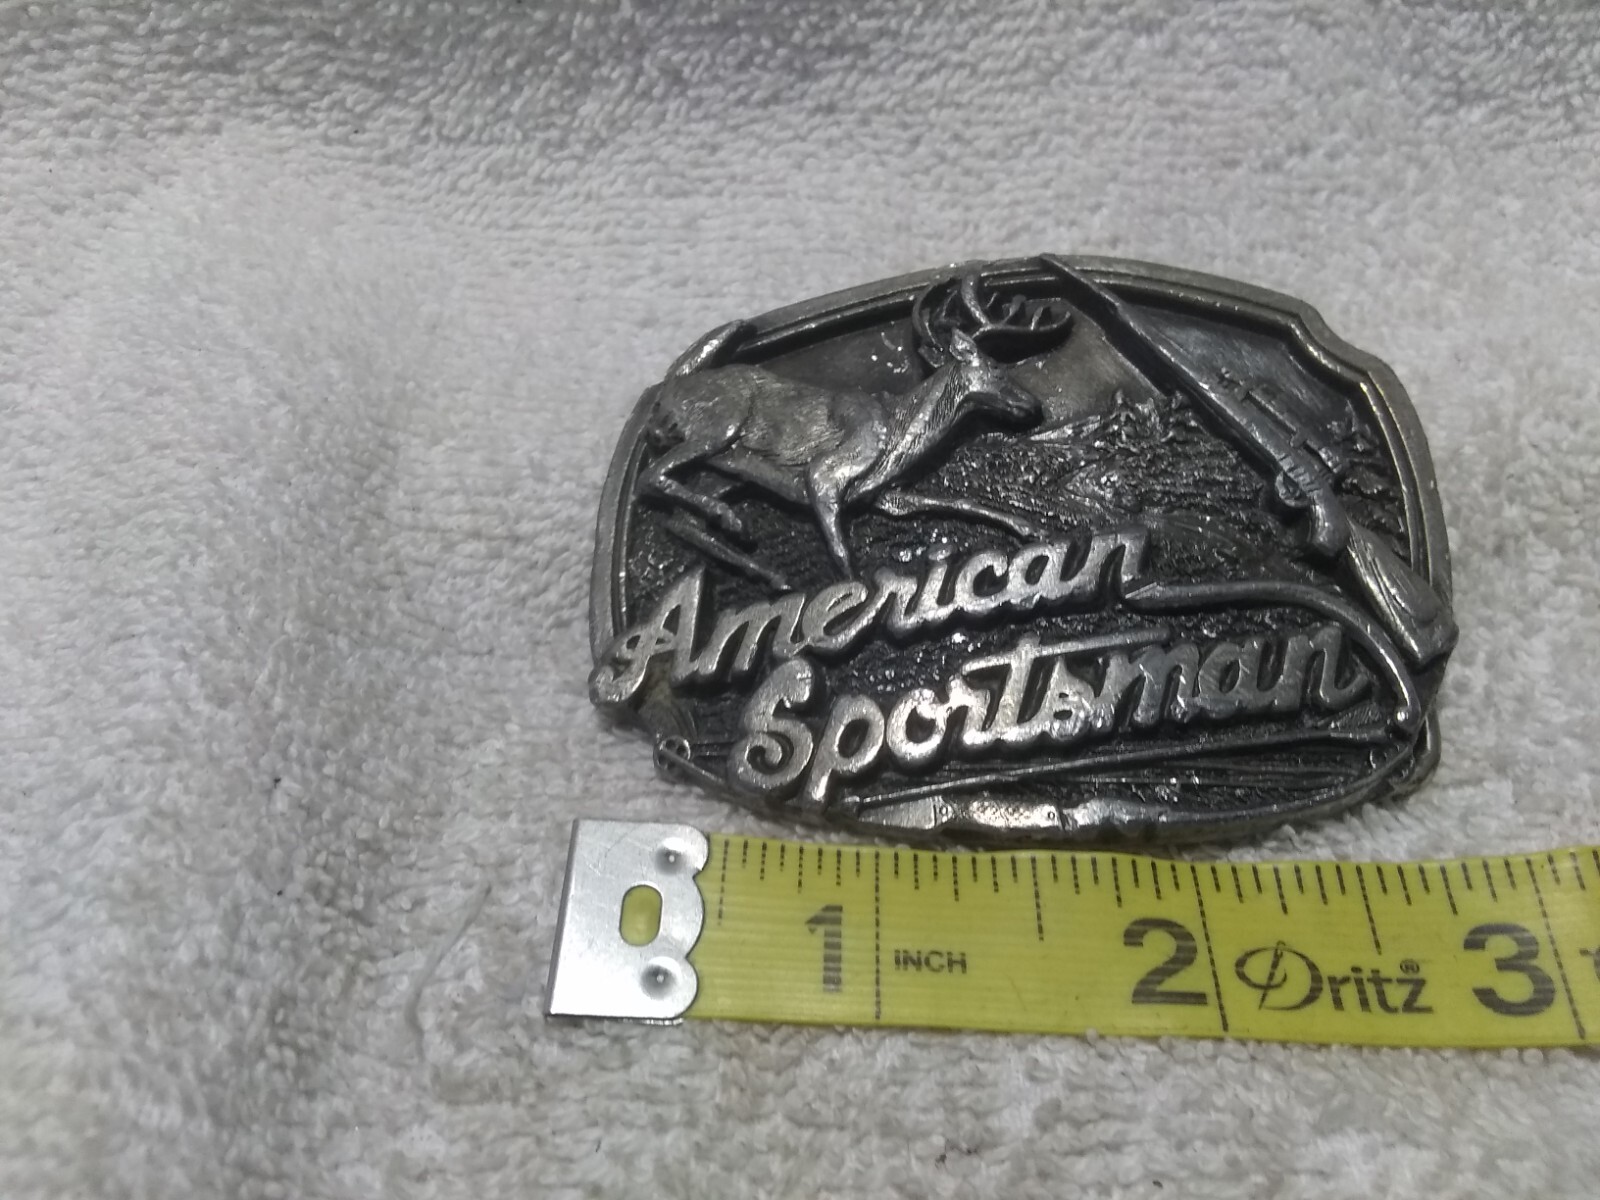 American
Sportsman
1 INCH 2 Dritz® 3